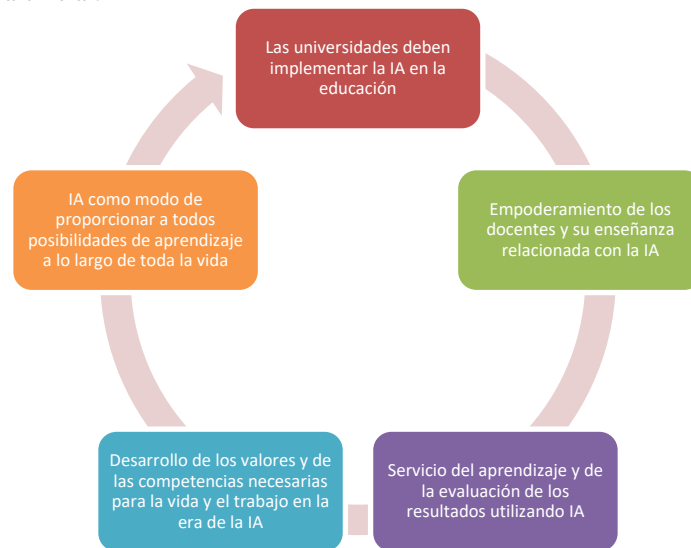 Las universidades deben
implementar la IA en la
educación
Empoderamiento de los
docentes y su enseñanza
relacionada con la IA
Servicio del aprendizaje y de
la evaluación de los
resultados utilizando IA
Desarrollo de los valores y de
las competencias necesarias
para la vida y el trabajo en la
era de la IA
IA como modo de
proporcionar a todos
posibilidades de aprendizaje
a lo largo de toda la vida